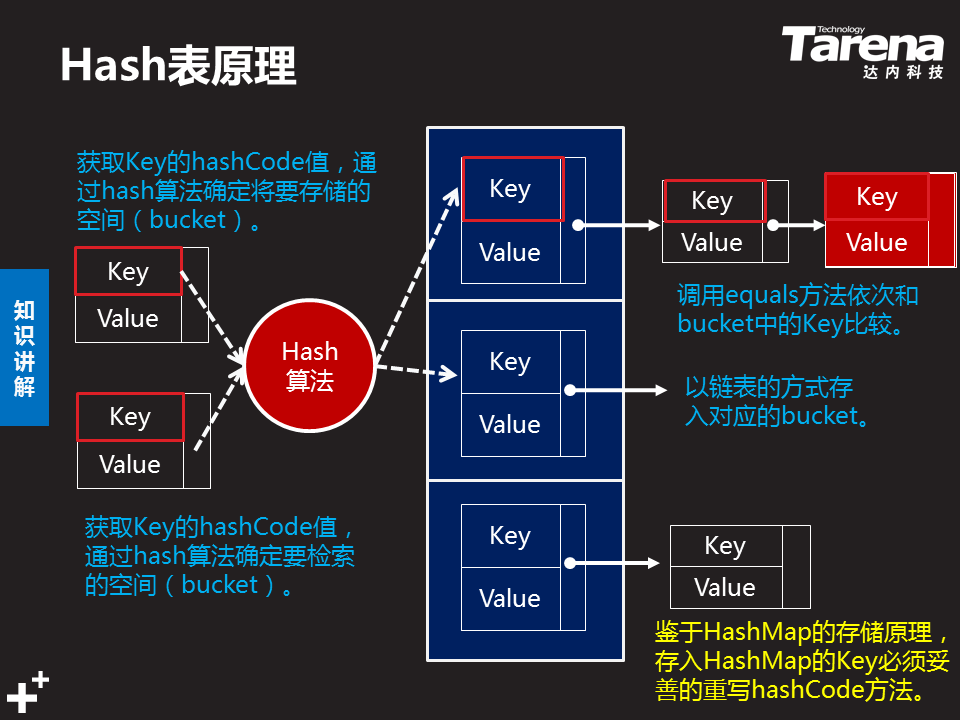 Hash表原理
Technology
Tarena
达内科技
获取Key的hashCode值，通
过hash算法确定将要存储的
空间（bucket）。
Key
Value
Key
Value
Key
Value
Key
Value
调用equals方法依次和
bucket中的Key比较。
知
识
讲
解
Hash
算法
Key
Value
以链表的方式存
入对应的bucket。
Key
Value
获取Key的hashCode值，
通过hash算法确定要检索
的空间（bucket）。
Key
Value
Key
Value
鉴于HashMap的存储原理，
存入HashMap的Key必须妥
善的重写hashCode方法。